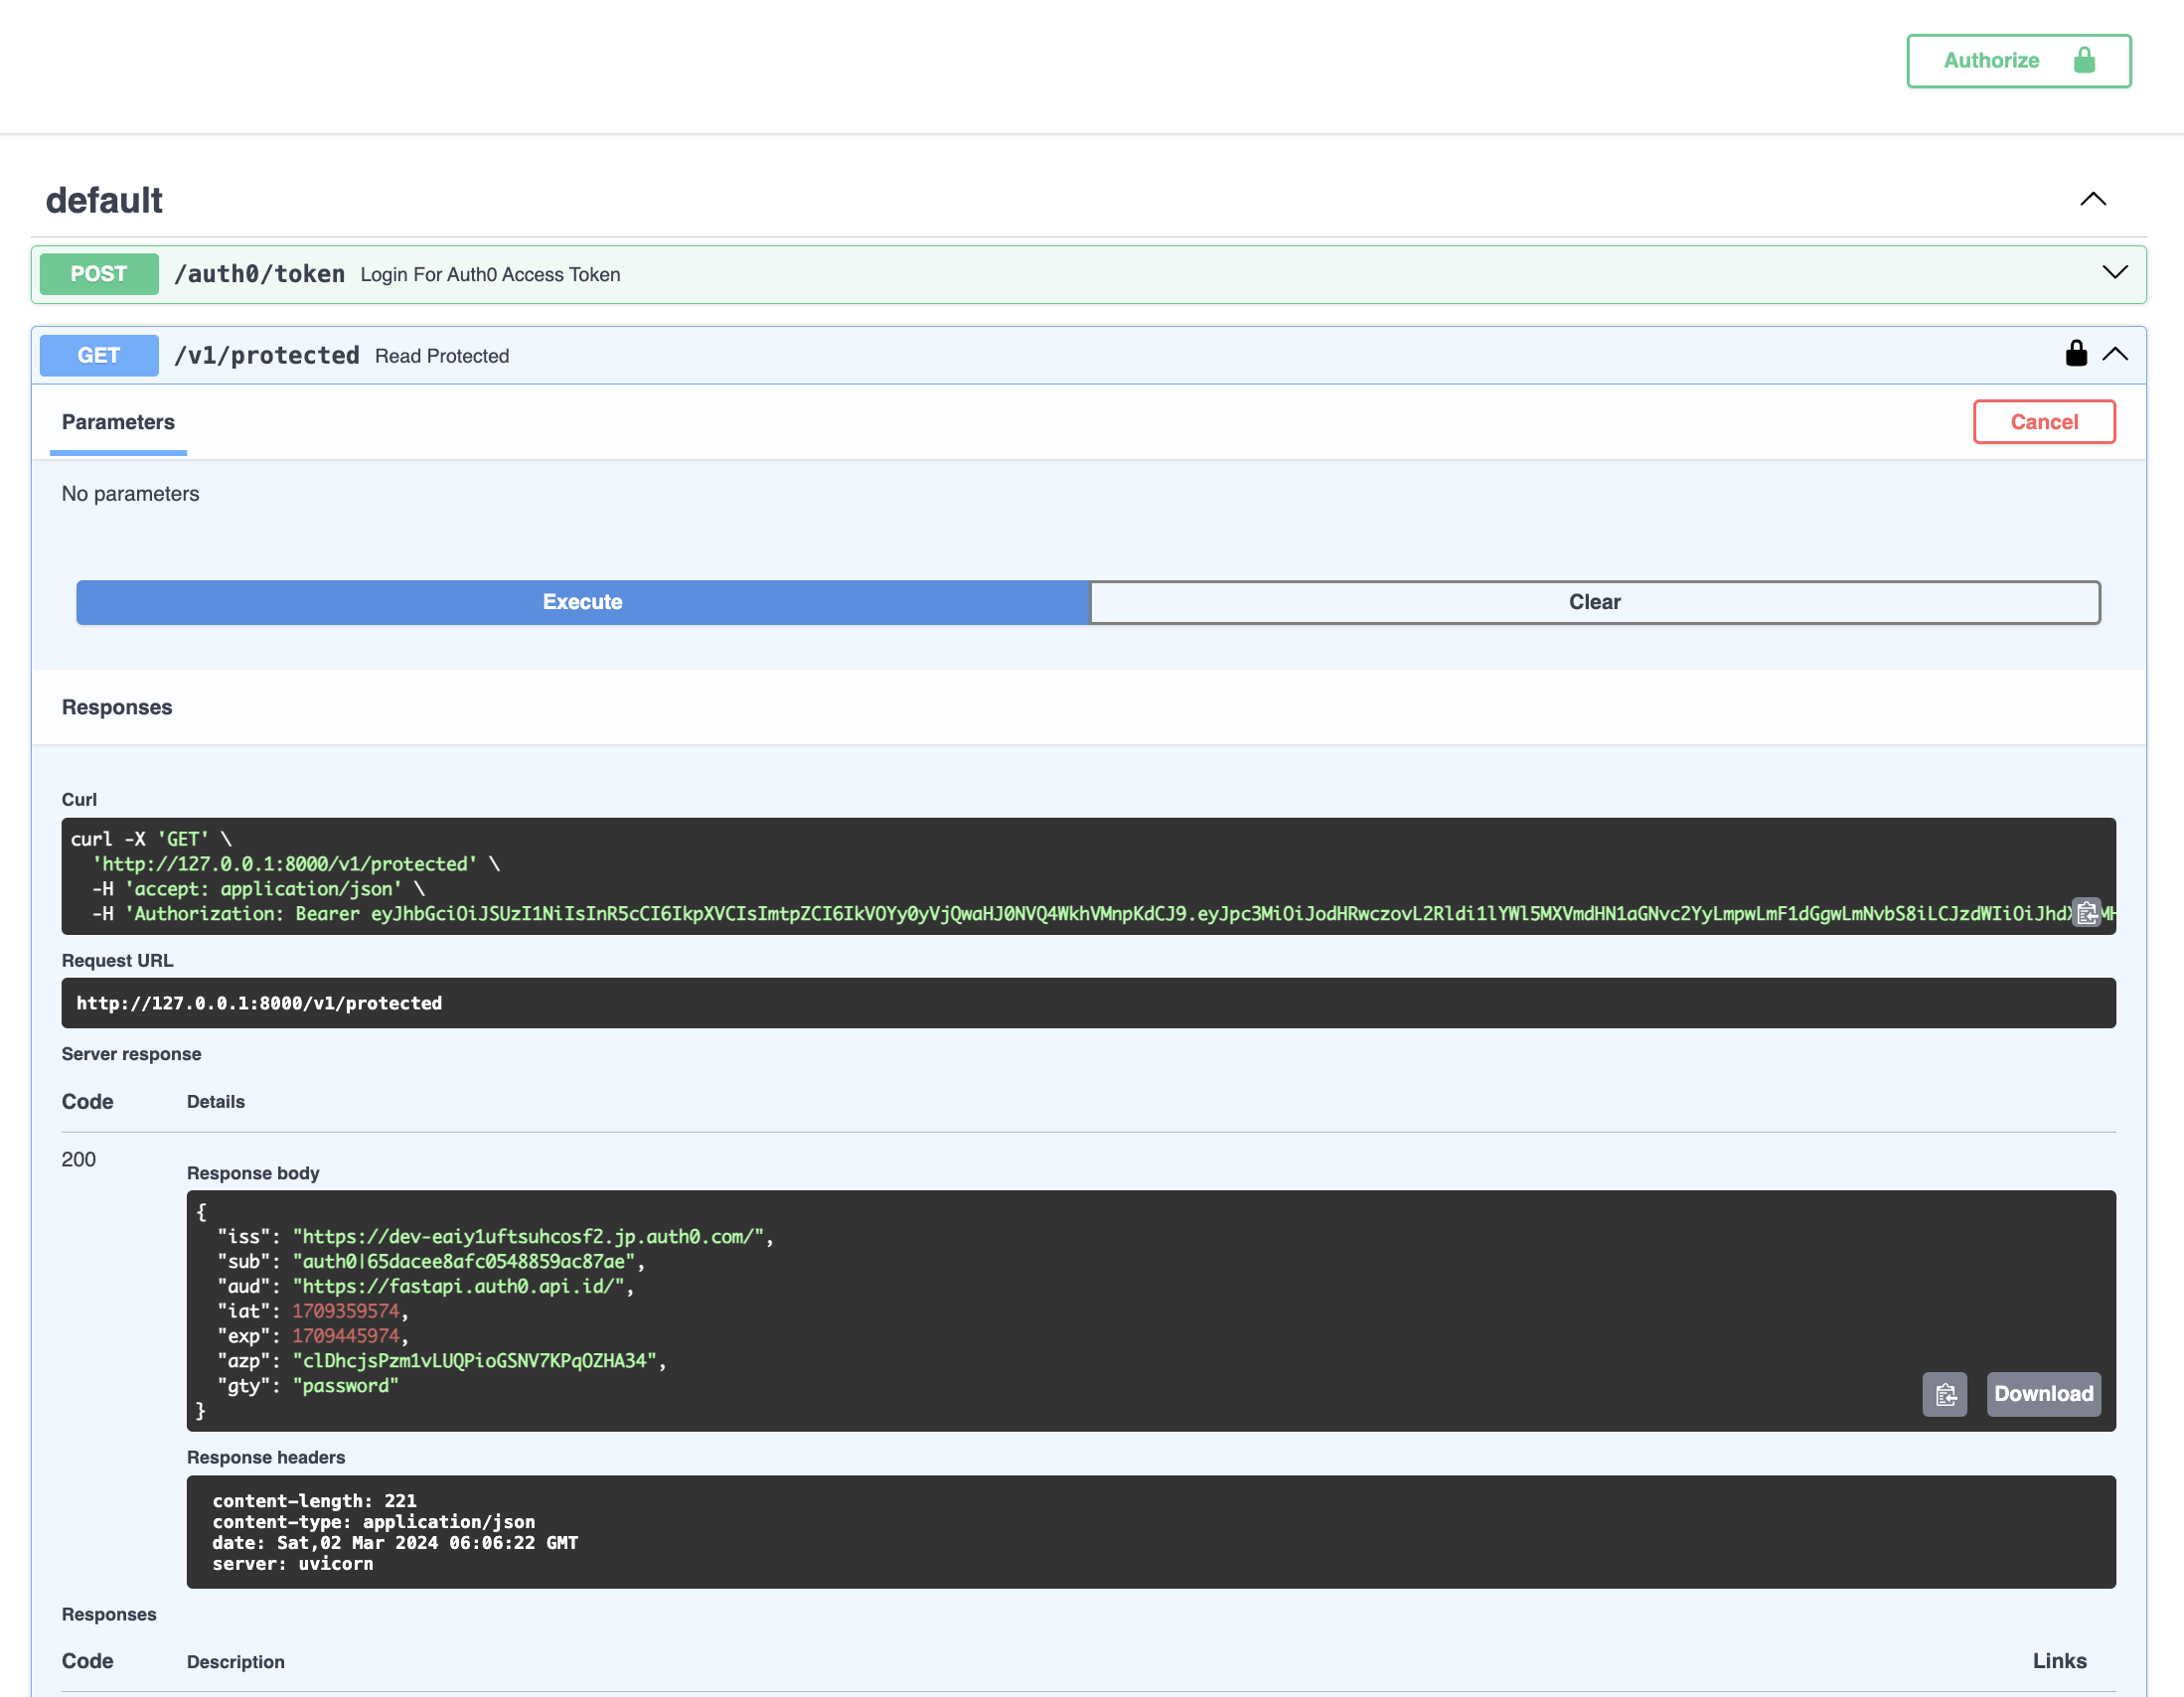 Authorize
default
POST /auth0/token Login For Auth0 Access Token
GET /v1/protected Read Protected
Parameters
Cancel
No parameters
Execute
Clear
Responses
Curl
curl -X 'GET' \
'http://127.0.0.1:8000/v1/protected' \
-H 'accept: application/json' \
-H 'Authorization: Bearer
Request URL
http://127.0.0.1:8000/v1/protected
Server response
Code Details
200
Response body
{
"iss": "https://dev-eaiy1uftsuhcosf2.jp.auth0.com/",
"sub": "auth0|65dacee8afc0548859ac87ae",
"aud": "https://fastapi.auth0.api.id/",
"iat": 1709359574,
"exp": 1709445974,
"azp": "clDhcjsPzm1vLUQPioGSNV7KPqOZHA34",
"gty": "password"
}
Download
Response headers
content-length: 221
content-type: application/json
date: Sat,02 Mar 2024 06:06:22 GMT
server: uvicorn
Responses
Code Description Links